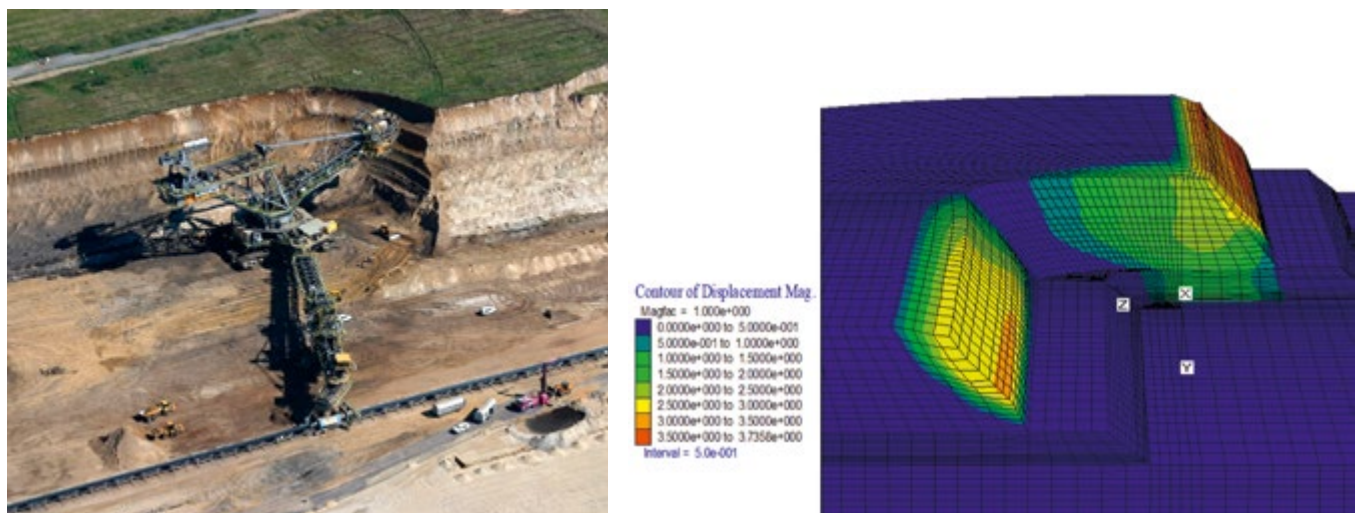 Contour of Displacement Mag.
Magfac = 1.000e+000
0.0000e+000 to 5.0000e-001
5.0000e-001 to 1.0000e+000
1.0000e+000 to 1.5000e+000
1.5000e+000 to 2.0000e+000
2.0000e+000 to 2.5000e+000
2.5000e+000 to 3.0000e+000
3.0000e+000 to 3.5000e+000
3.5000e+000 to 3.7358e+000
Interval = 5.0e-001
X
Z
Y